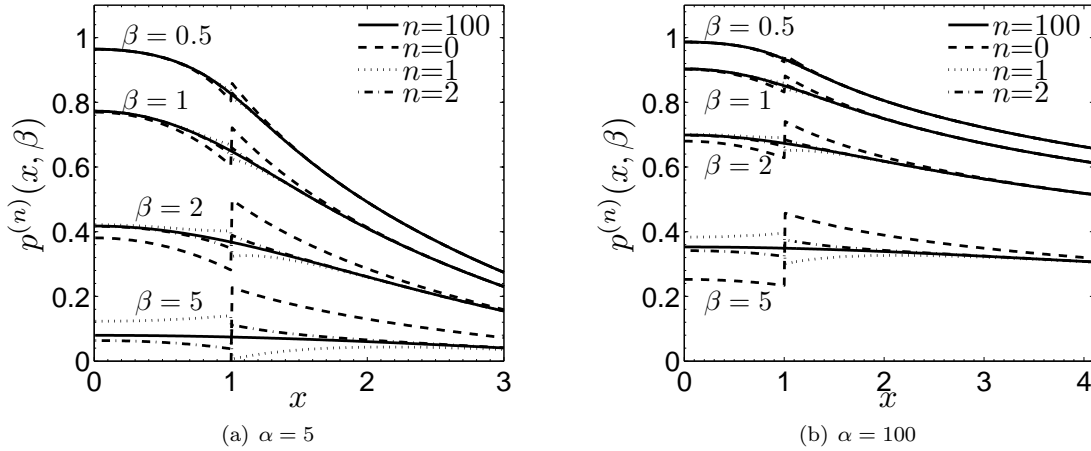 1
0.8
0.6
0.4
0.2
0
p^(n)(x, β)
β = 0.5
β = 1
β = 2
β = 5
n=100
n=0
n=1
n=2
0 1 2 3
x
(a) α = 5
1
0.8
0.6
0.4
0.2
0
p^(n)(x, β)
β = 0.5
β = 1
β = 2
β = 5
n=100
n=0
n=1
n=2
0 1 2 3 4
x
(b) α = 100